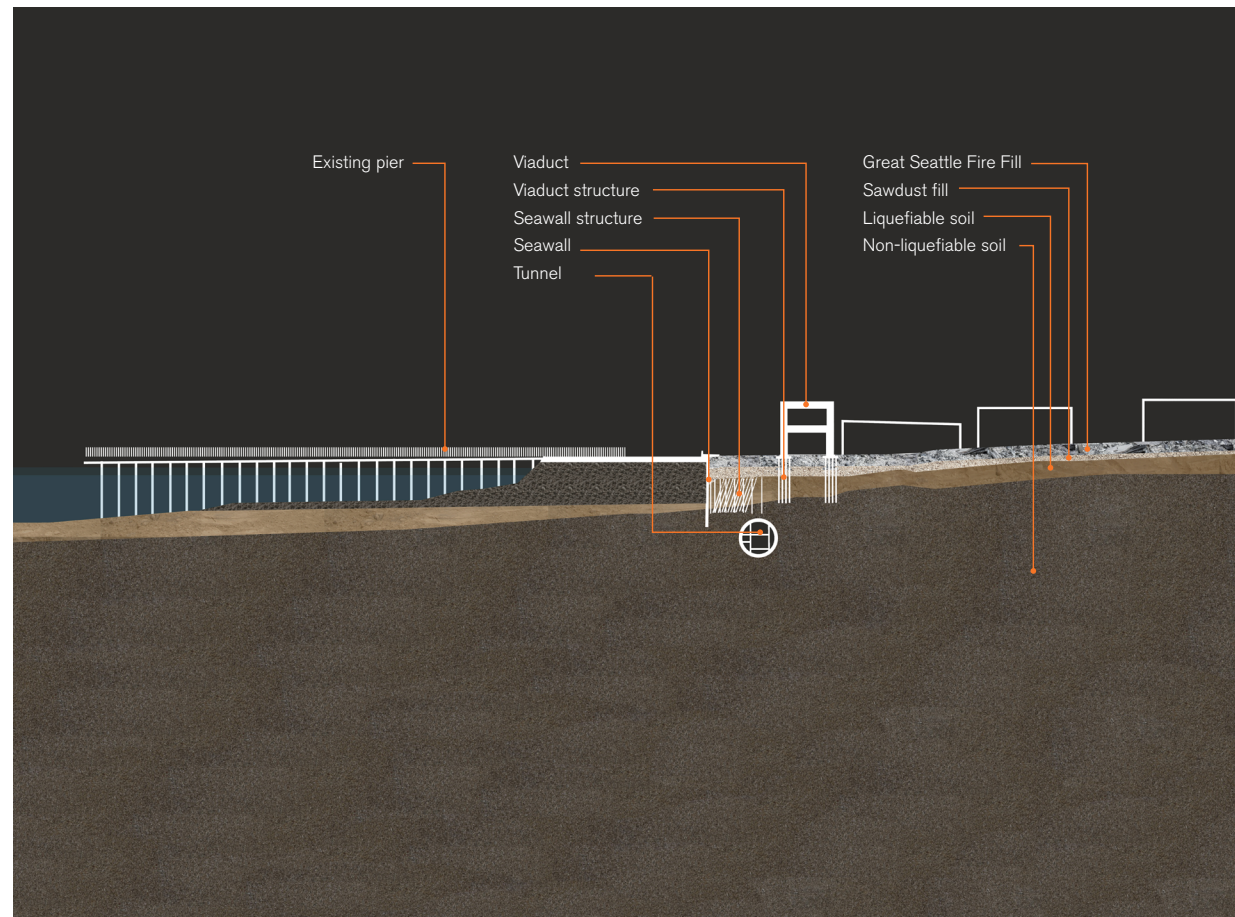 Existing pier
Viaduct
Viaduct structure
Seawall structure
Seawall
Tunnel
Great Seattle Fire Fill
Sawdust fill
Liquefiable soil
Non-liquefiable soil